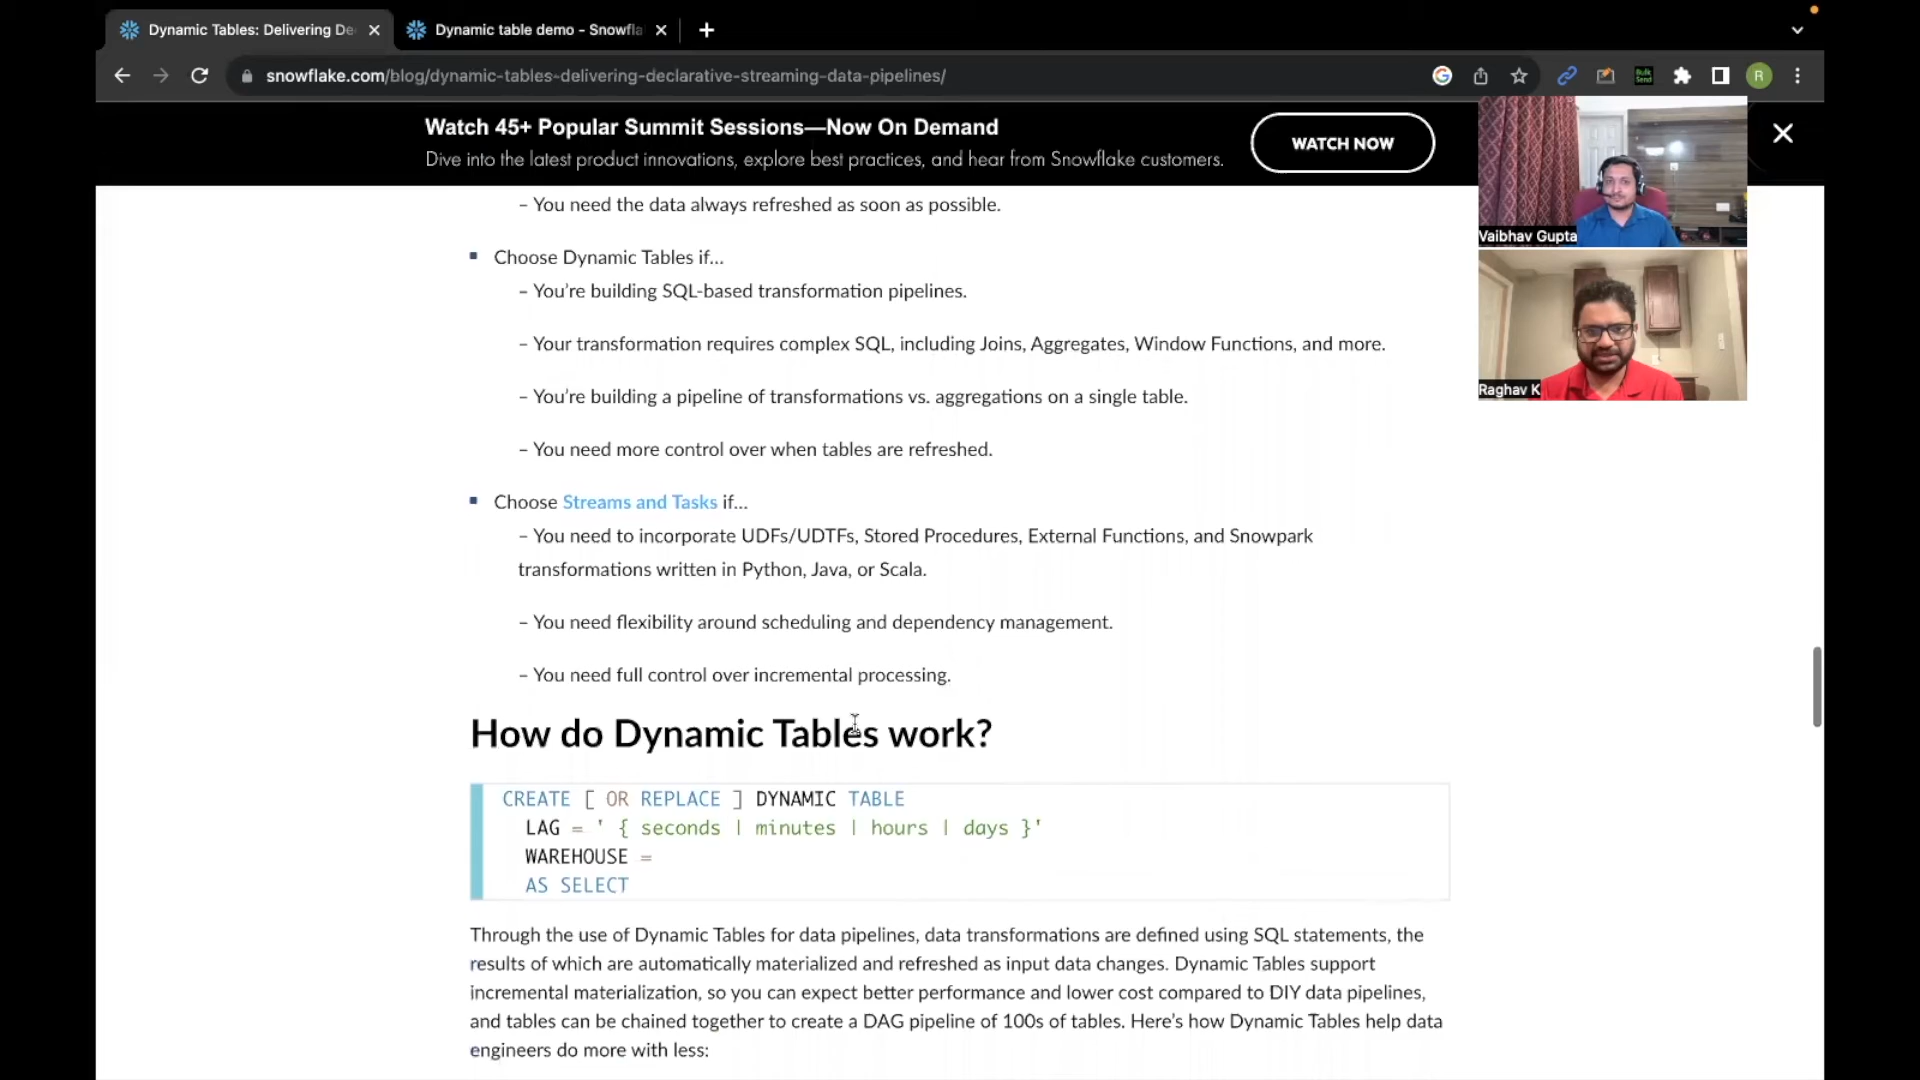 Dynamic Tables: Delivering De
Dynamic table demo - Snowfla
snowflake.com/blog/dynamic-tables-delivering-declarative-streaming-data-pipelines/
Bulk Send
R
Watch 45+ Popular Summit Sessions—Now On Demand
Dive into the latest product innovations, explore best practices, and hear from Snowflake customers.
WATCH NOW
Vaibhav Gupta
Raghav K
– You need the data always refreshed as soon as possible.
▪ Choose Dynamic Tables if…
– You’re building SQL-based transformation pipelines.
– Your transformation requires complex SQL, including Joins, Aggregates, Window Functions, and more.
– You’re building a pipeline of transformations vs. aggregations on a single table.
– You need more control over when tables are refreshed.
▪ Choose Streams and Tasks if…
– You need to incorporate UDFs/UDTFs, Stored Procedures, External Functions, and Snowpark
transformations written in Python, Java, or Scala.
– You need flexibility around scheduling and dependency management.
– You need full control over incremental processing.
How do Dynamic Tables work?
CREATE [ OR REPLACE ] DYNAMIC TABLE
LAG = ' { seconds | minutes | hours | days }'
WAREHOUSE =
AS SELECT
Through the use of Dynamic Tables for data pipelines, data transformations are defined using SQL statements, the
results of which are automatically materialized and refreshed as input data changes. Dynamic Tables support
incremental materialization, so you can expect better performance and lower cost compared to DIY data pipelines,
and tables can be chained together to create a DAG pipeline of 100s of tables. Here’s how Dynamic Tables help data
engineers do more with less: